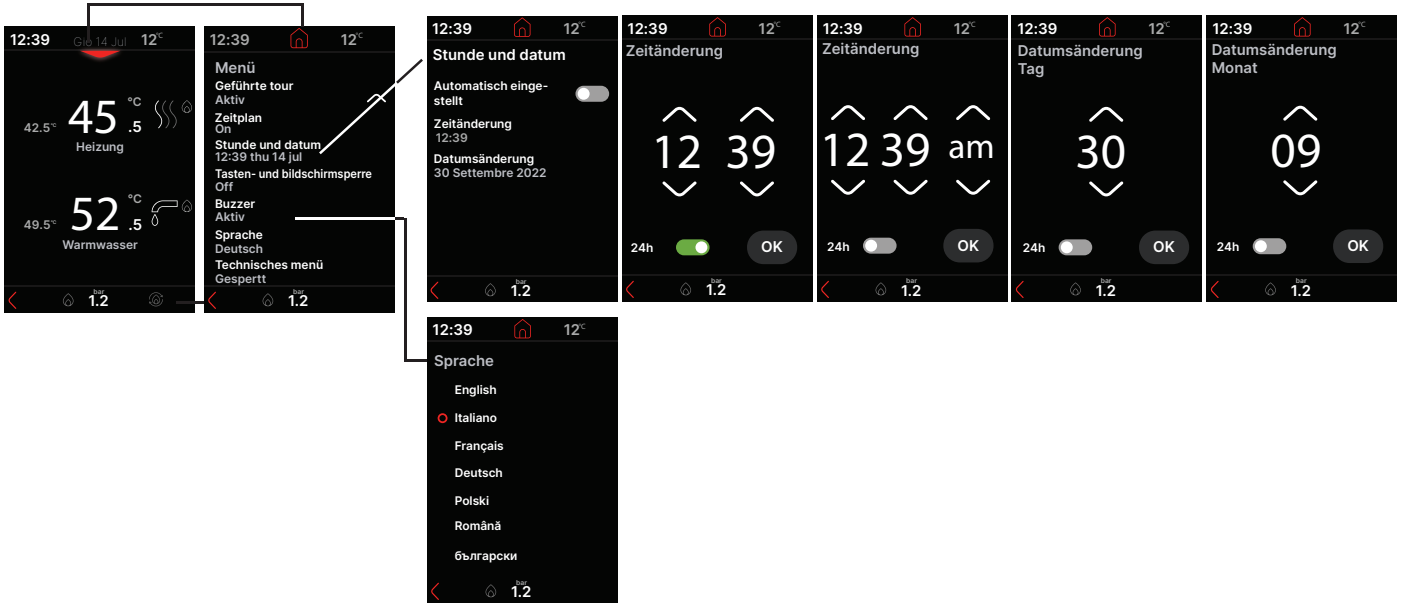 12:39
Gio 14 Jul
12°C
42.5°C
45.5 °C
Heizung
49.5°C
52.5 °C
Warmwasser
bar
1.2
12:39
12°C
Menü
Geführte tour
Aktiv
Zeitplan
On
Stunde und datum
12:39 thu 14 jul
Tasten- und bildschirmsperre
Off
Buzzer
Aktiv
Sprache
Deutsch
Technisches menü
Gespertt
bar
1.2
12:39
12°C
Stunde und datum
Automatisch einge-
stellt
Zeitänderung
12:39
Datumsänderung
30 Settembre 2022
bar
1.2
12:39
12°C
Zeitänderung
12 39
24h
OK
bar
1.2
12:39
12°C
Zeitänderung
12 39 am
24h
OK
bar
1.2
12:39
12°C
Datumsänderung
Tag
30
24h
OK
bar
1.2
12:39
12°C
Datumsänderung
Monat
09
24h
OK
bar
1.2
12:39
12°C
Sprache
English
Italiano
Français
Deutsch
Polski
Română
български
bar
1.2